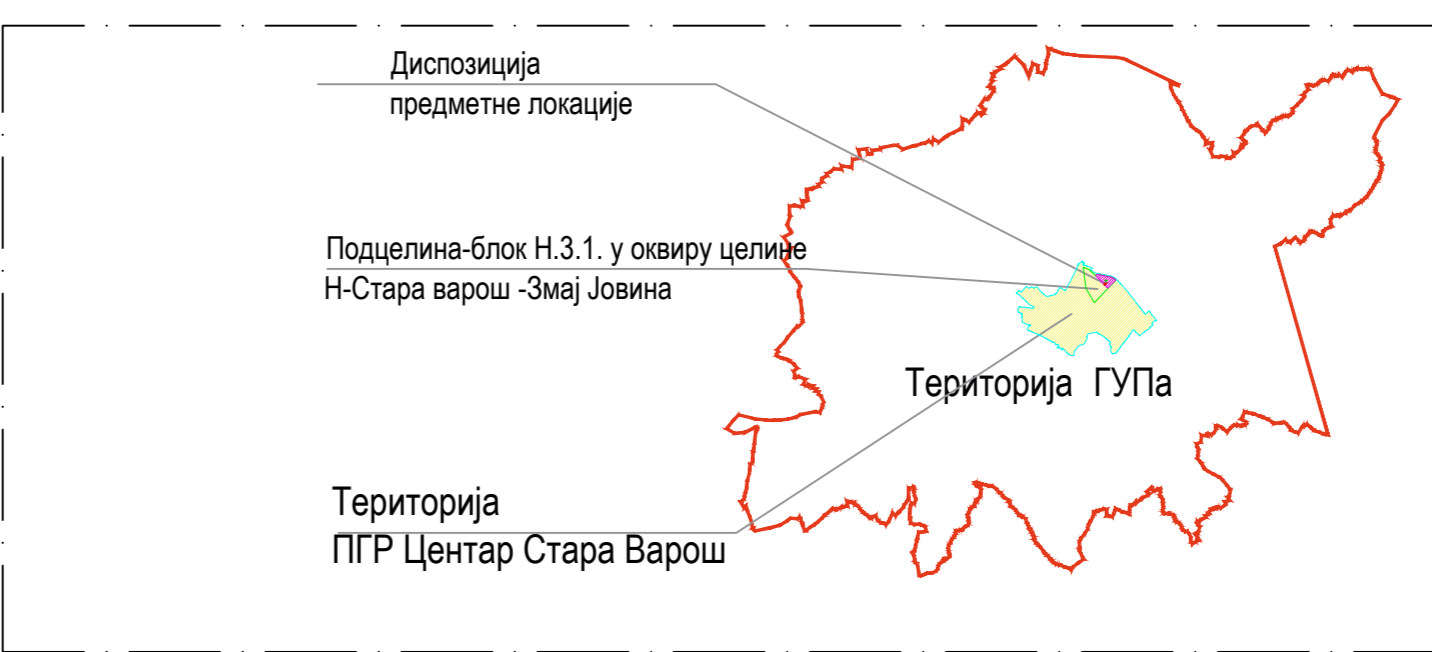 Диспозиција
предметне локације
Подцелина-блок Н.3.1. у оквиру целине
Н-Стара варош -Змај Јовина
Територија ГУПа
Територија
ПГР Центар Стара Варош